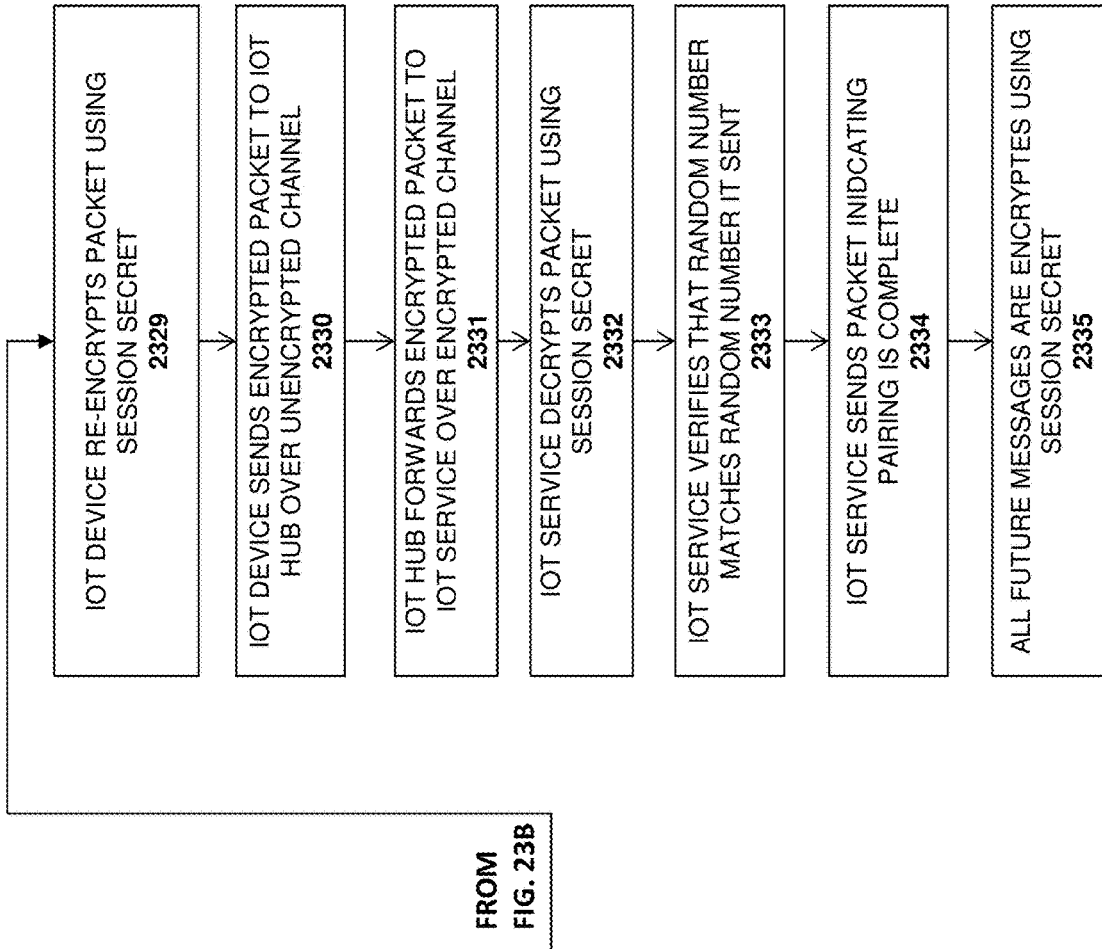 FROM
FIG. 23B
IOT DEVICE RE-ENCRYPTS PACKET USING
SESSION SECRET
2329
IOT DEVICE SENDS ENCRYPTED PACKET TO IOT
HUB OVER UNENCRYPTED CHANNEL
2330
IOT HUB FORWARDS ENCRYPTED PACKET TO
IOT SERVICE OVER ENCRYPTED CHANNEL
2331
IOT SERVICE DECRYPTS PACKET USING
SESSION SECRET
2332
IOT SERVICE VERIFIES THAT RANDOM NUMBER
MATCHES RANDOM NUMBER IT SENT
2333
IOT SERVICE SENDS PACKET INIDCATING
PAIRING IS COMPLETE
2334
ALL FUTURE MESSAGES ARE ENCRYPTES USING
SESSION SECRET
2335